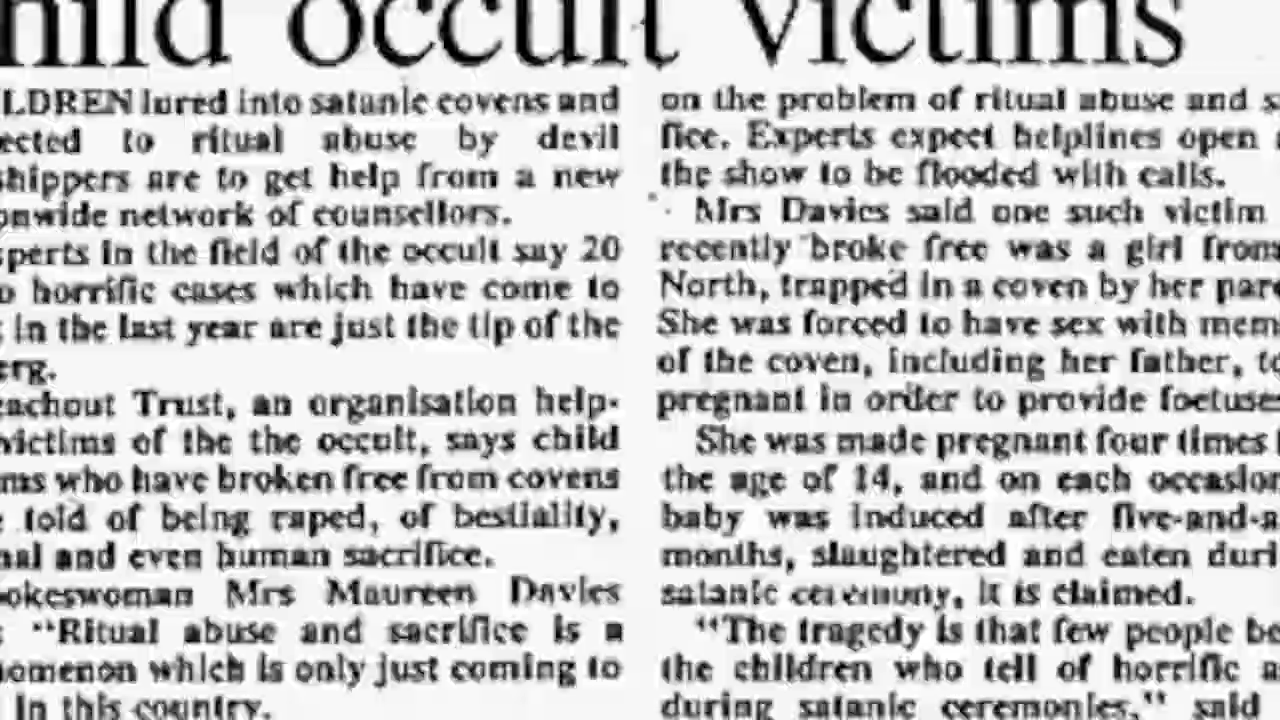 hild occult victims
LDREN lured into satanic covens and
ected to ritual abuse by devil
shippers are to get help from a new
onwide network of counsellors.
perts in the field of the occult say 20
o horrific cases which have come to
in the last year are just the tip of the
erg.
eachout Trust, an organisation help-
victims of the the occult, says child
ms who have broken free from covens
told of being raped, of bestiality,
nal and even human sacrifice.
okeswoman Mrs Maureen Davies
: "Ritual abuse and sacrifice is a
nomenon which is only just coming to
in this country.
on the problem of ritual abuse and s
fice. Experts expect helplines open
the show to be flooded with calls.
Mrs Davies said one such victim
recently broke free was a girl from
North, trapped in a coven by her pare
She was forced to have sex with mem
of the coven, including her father, to
pregnant in order to provide foetuse
She was made pregnant four times
the age of 14, and on each occasion
baby was induced after five-and-a
months, slaughtered and eaten duri
satanic ceremony, it is claimed.
"The tragedy is that few people be
the children who tell of horrific a
during satanic ceremonies," said